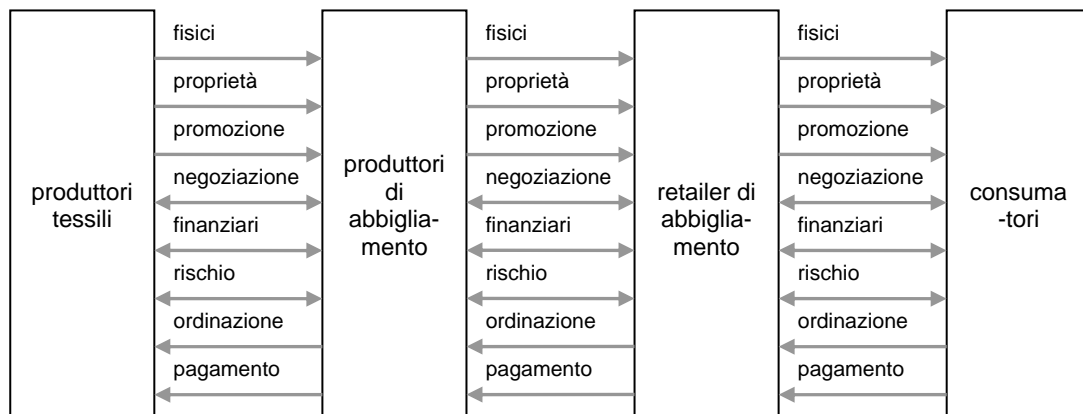 produttori
tessili
fisici
proprietà
promozione
negoziazione
finanziari
rischio
ordinazione
pagamento
produttori
di
abbiglia-
mento
fisici
proprietà
promozione
negoziazione
finanziari
rischio
ordinazione
pagamento
retailer di
abbiglia-
mento
fisici
proprietà
promozione
negoziazione
finanziari
rischio
ordinazione
pagamento
consuma
-tori